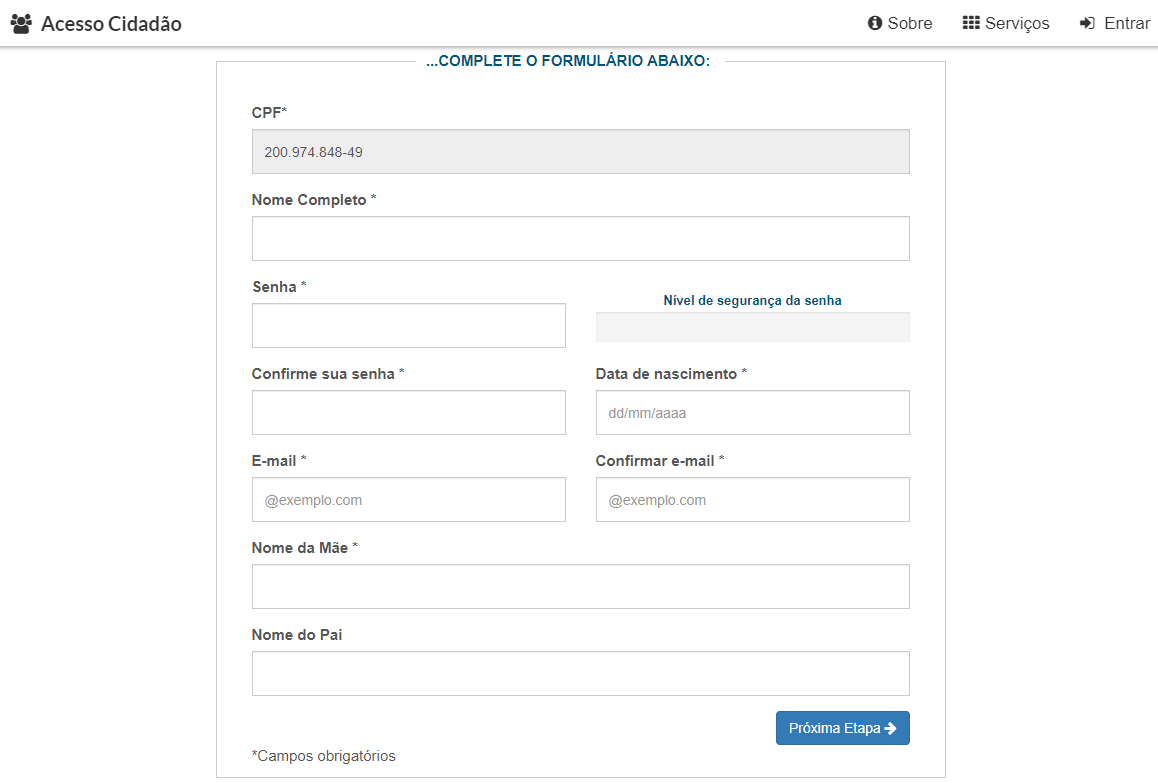 Acesso Cidadão
Sobre
Serviços
Entrar
...COMPLETE O FORMULÁRIO ABAIXO:
CPF*
200.974.848-49
Nome Completo *
Senha *
Nível de segurança da senha
Confirme sua senha *
Data de nascimento *
dd/mm/aaaa
E-mail *
Confirmar e-mail *
@exemplo.com
@exemplo.com
Nome da Mãe *
Nome do Pai
Próxima Etapa
*Campos obrigatórios